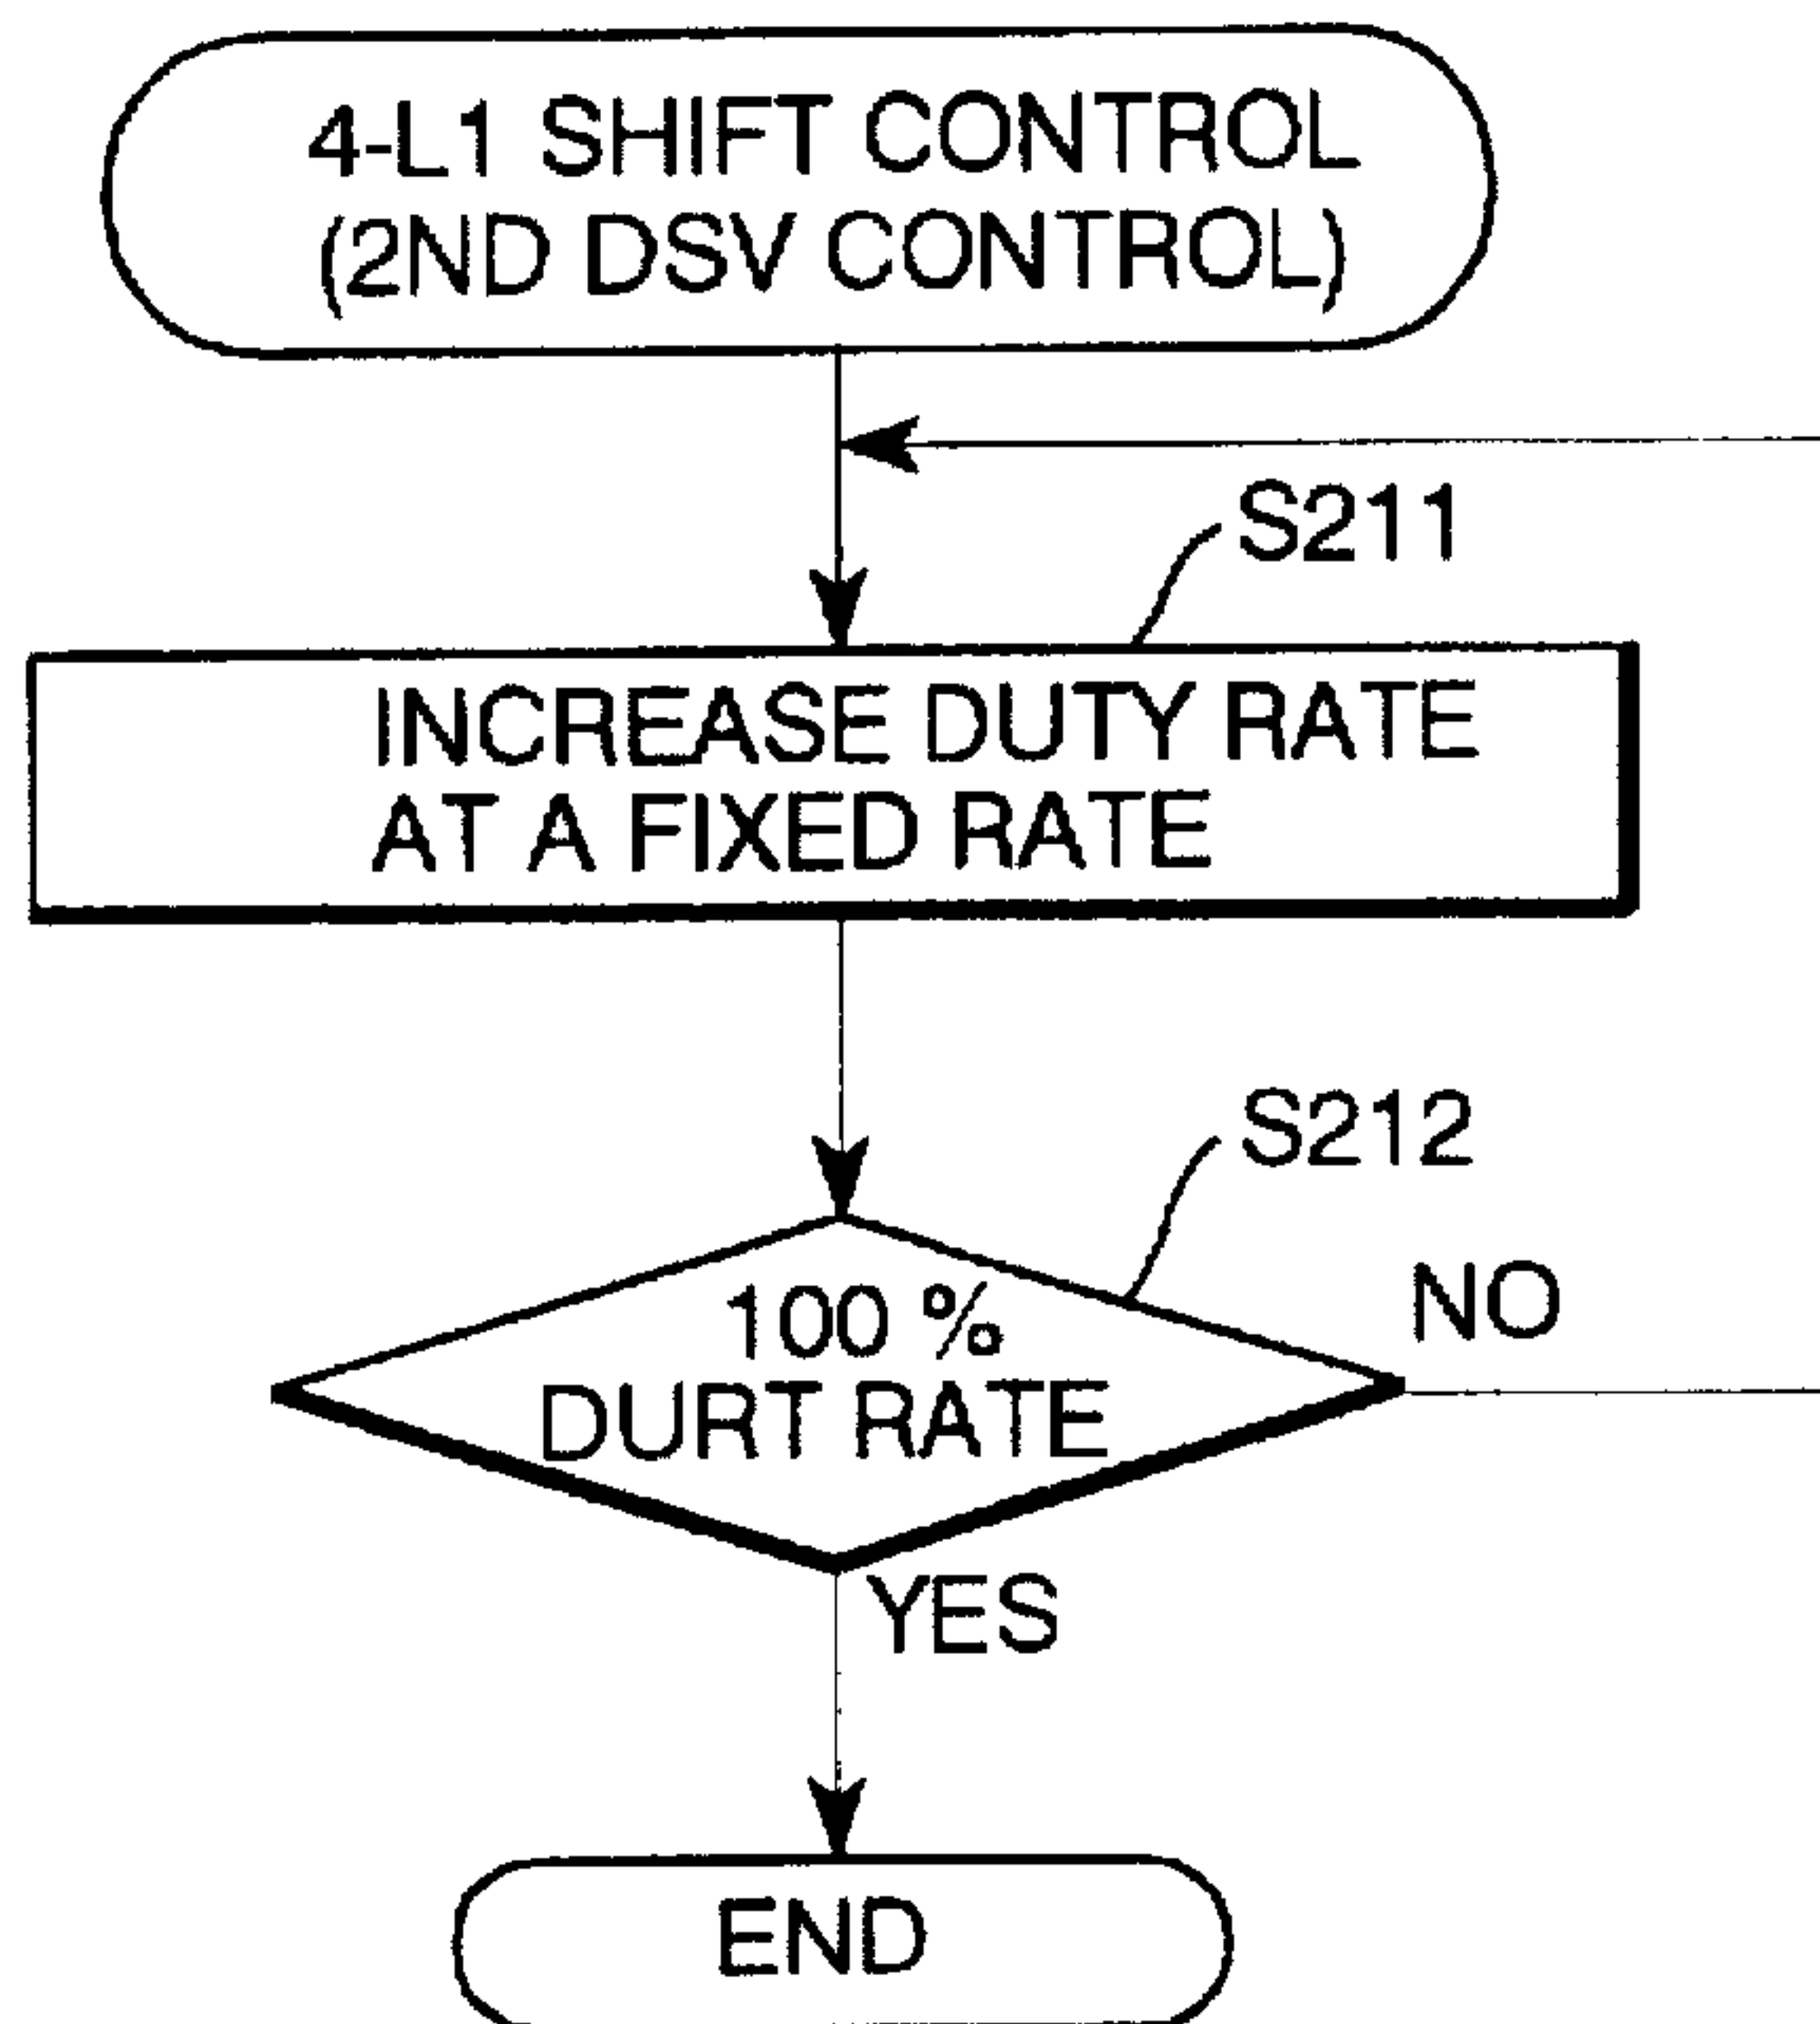 4-L1 SHIFT CONTROL
(2ND DSV CONTROL)
S211
INCREASE DUTY RATE
AT A FIXED RATE
S212
100 %
DURT RATE
NO
YES
END